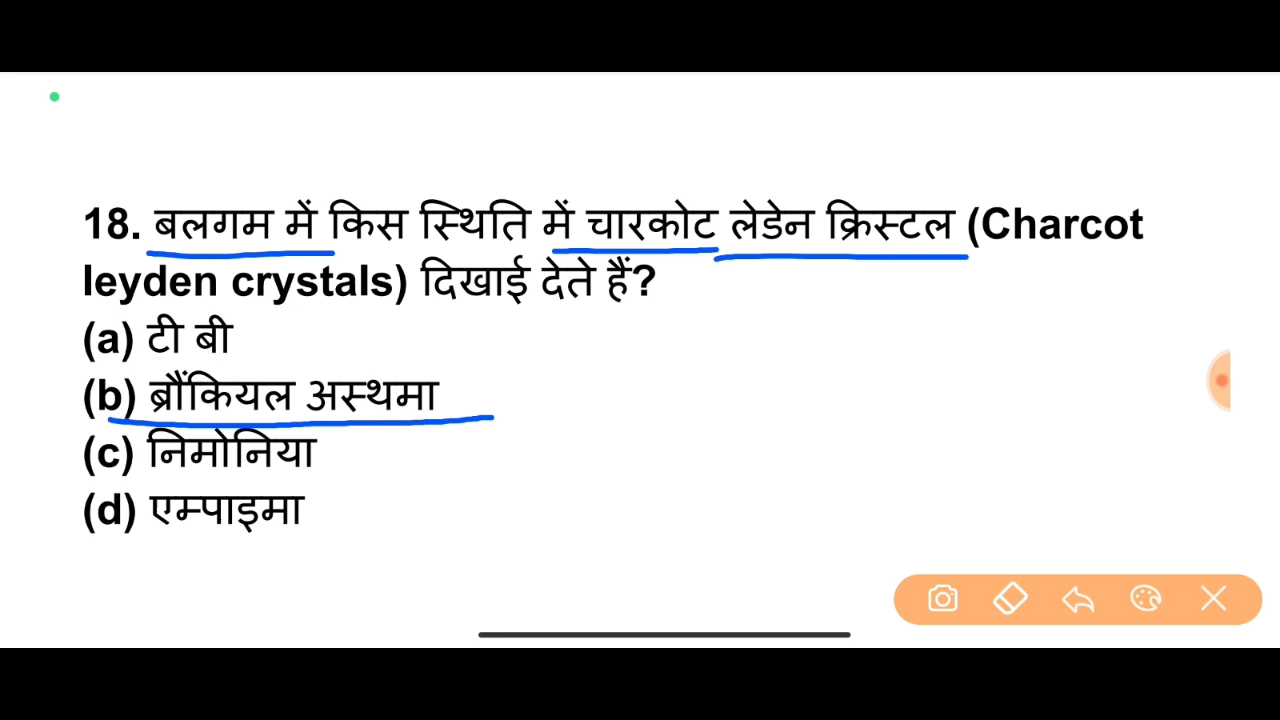 18. बलगम में किस स्थिति में चारकोट लेडेन क्रिस्टल (Charcot
leyden crystals) दिखाई देते हैं?
(a) टी बी
(b) ब्रौंकियल अस्थमा
(c) निमोनिया
(d) एम्पाइमा